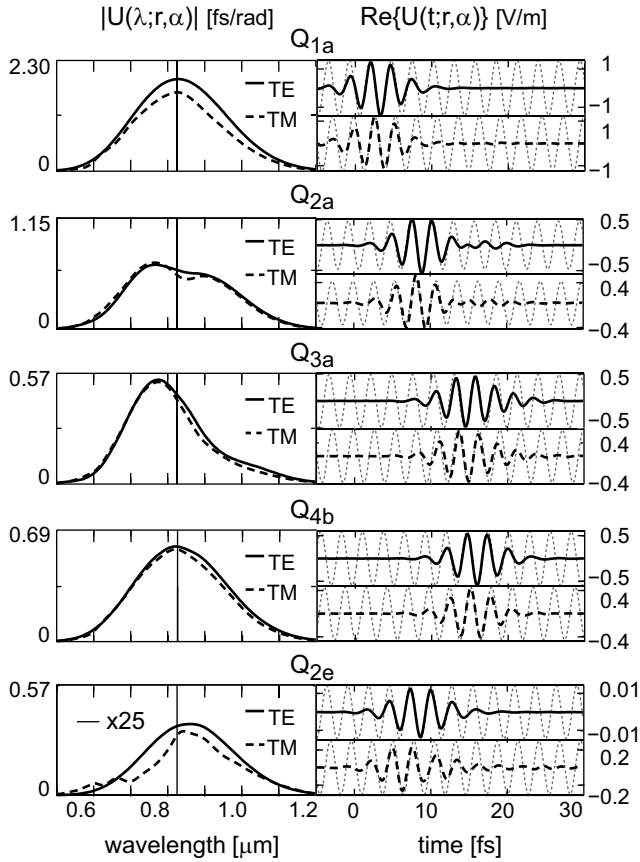 |U(λ;r,α)| [fs/rad] Re{U(t;r,α)} [V/m]
Q1a
2.30
0
TE
TM
1
−1
1
−1
Q2a
1.15
0
TE
TM
0.5
−0.5
0.4
−0.4
Q3a
0.57
0
TE
TM
0.5
−0.5
0.4
−0.4
Q4b
0.69
0
TE
TM
0.5
−0.5
0.4
−0.4
Q2e
0.57
0
— x25
TE
TM
0.01
−0.01
0.2
−0.2
0.6 0.8 1.0 1.2 0 10 20 30
wavelength [μm] time [fs]